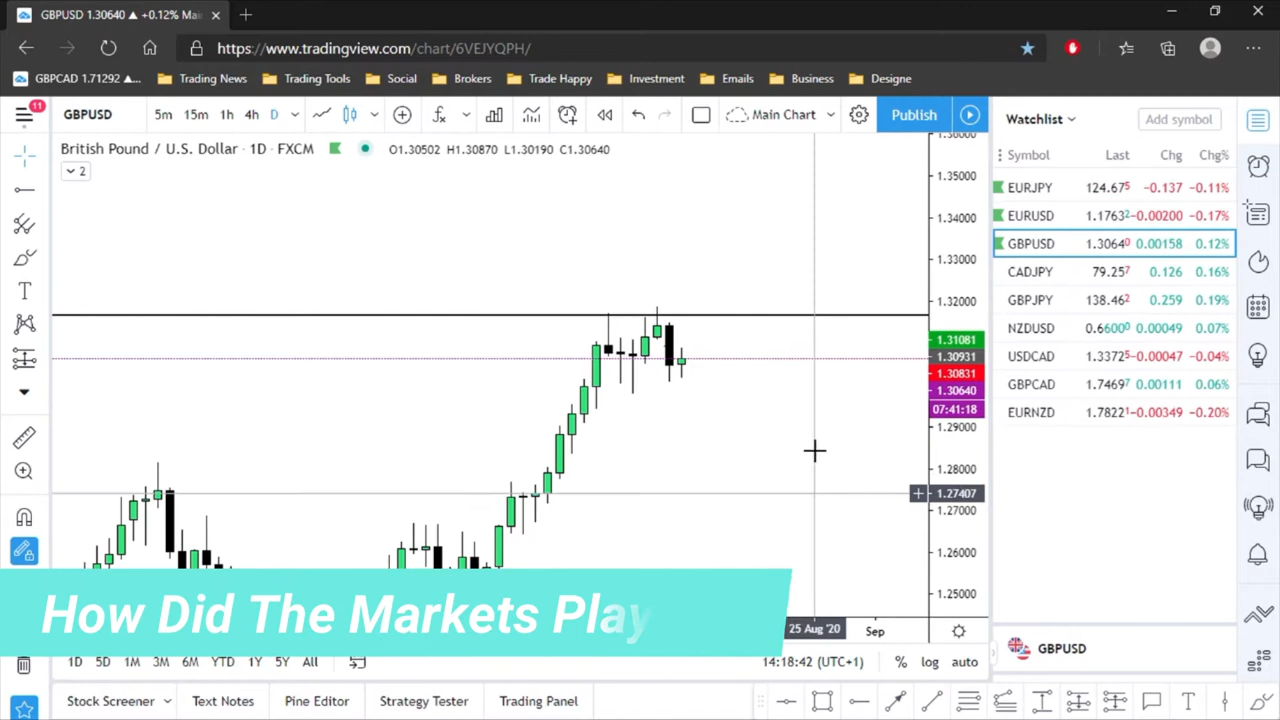 GBPUSD 1.30640 ▲ +0.12% Mai
https://www.tradingview.com/chart/6VEJYQPH/
GBPCAD 1.71292 ▲... Trading News Trading Tools Social Brokers Trade Happy Investment Emails Business Designe
11
GBPUSD 5m 15m 1h 4h D Main Chart Publish
Watchlist Add symbol
British Pound / U.S. Dollar · 1D · FXCM O1.30502 H1.30870 L1.30190 C1.30640
2
Symbol Last Chg Chg%
EURJPY 124.675 −0.137 −0.11%
EURUSD 1.17632 −0.00200 −0.17%
GBPUSD 1.30640 0.00158 0.12%
CADJPY 79.257 0.126 0.16%
GBPJPY 138.462 0.259 0.19%
NZDUSD 0.66000 0.00049 0.07%
USDCAD 1.33725 −0.00047 −0.04%
GBPCAD 1.74697 0.00111 0.06%
EURNZD 1.78221 −0.00349 −0.20%
1.36000
1.35000
1.34000
1.33000
1.32000
1.31081
1.30931
1.30831
1.30640
07:41:18
1.29000
1.28000
1.27407
1.27000
1.26000
1.25000
How Did The Markets Play
25 Aug '20 Sep
GBPUSD
1D 5D 1M 3M 6M YTD 1Y 5Y All 14:18:42 (UTC+1) % log auto
Stock Screener Text Notes Pine Editor Strategy Tester Trading Panel